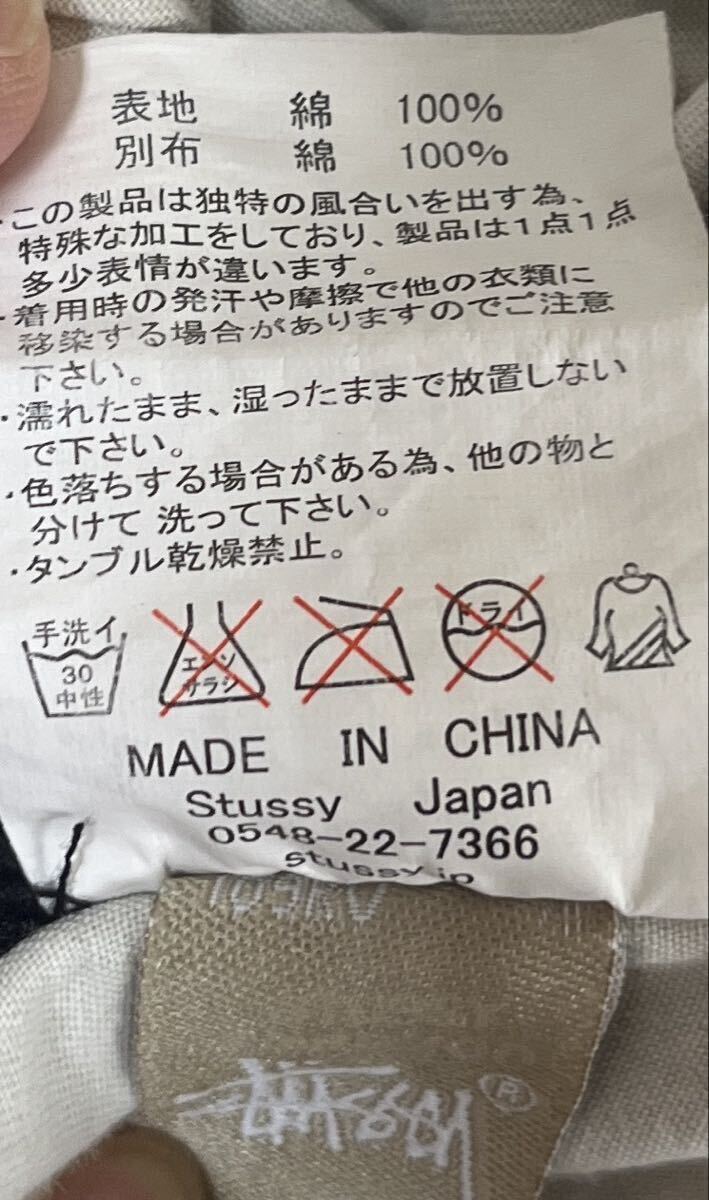 表地 綿 100%
別布 綿 100%
・この製品は独特の風合いを出す為、
特殊な加工をしており、製品は1点1点
多少表情が違います。
・着用時の発汗や摩擦で他の衣類に
移染する場合がありますのでご注意
下さい。
・濡れたまま、湿ったままで放置しない
で下さい。
・色落ちする場合がある為、他の物と
分けて 洗って下さい。
・タンブル乾燥禁止。
手洗イ
30
中性
エンソ
サラシ
ドライ
MADE IN CHINA
Stussy Japan
0548-22-7366
stussy.jp
Stüssy ®